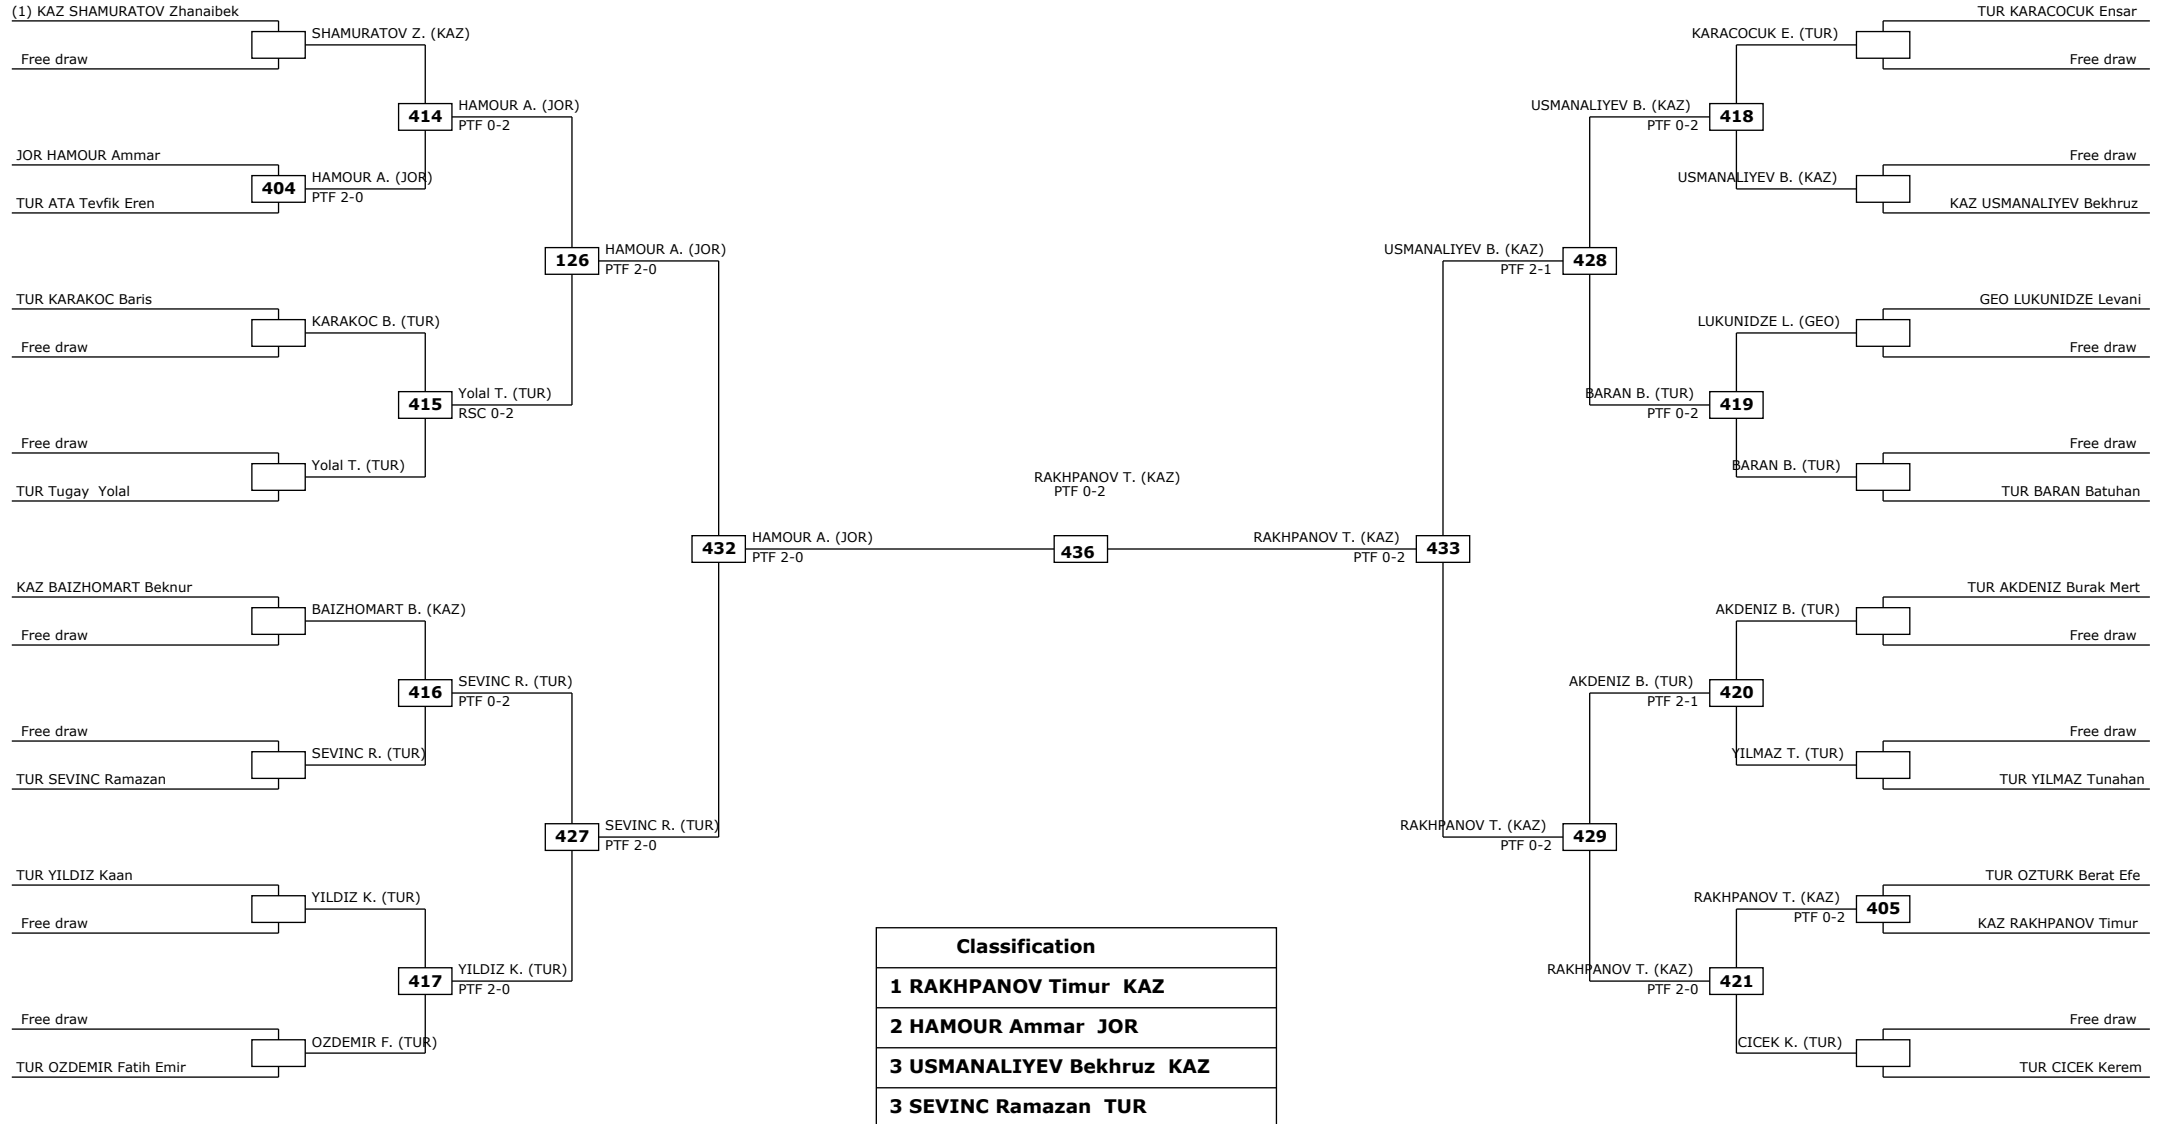 (1) KAZ SHAMURATOV Zhanaibek
SHAMURATOV Z. (KAZ)
Free draw
414
HAMOUR A. (JOR)
PTF 0-2
JOR HAMOUR Ammar
404
HAMOUR A. (JOR)
PTF 2-0
TUR ATA Tevfik Eren
126
HAMOUR A. (JOR)
PTF 2-0
TUR KARAKOC Baris
KARAKOC B. (TUR)
Free draw
415
Yolal T. (TUR)
RSC 0-2
Free draw
Yolal T. (TUR)
TUR Tugay  Yolal
432
HAMOUR A. (JOR)
PTF 2-0
KAZ BAIZHOMART Beknur
BAIZHOMART B. (KAZ)
Free draw
416
SEVINC R. (TUR)
PTF 0-2
Free draw
SEVINC R. (TUR)
TUR SEVINC Ramazan
427
SEVINC R. (TUR)
PTF 2-0
TUR YILDIZ Kaan
YILDIZ K. (TUR)
Free draw
417
YILDIZ K. (TUR)
PTF 2-0
Free draw
OZDEMIR F. (TUR)
TUR OZDEMIR Fatih Emir
RAKHPANOV T. (KAZ)
PTF 0-2
436
TUR KARACOCUK Ensar
KARACOCUK E. (TUR)
Free draw
USMANALIYEV B. (KAZ)
PTF 0-2
418
Free draw
USMANALIYEV B. (KAZ)
KAZ USMANALIYEV Bekhruz
USMANALIYEV B. (KAZ)
PTF 2-1
428
GEO LUKUNIDZE Levani
LUKUNIDZE L. (GEO)
Free draw
BARAN B. (TUR)
PTF 0-2
419
Free draw
BARAN B. (TUR)
TUR BARAN Batuhan
RAKHPANOV T. (KAZ)
PTF 0-2
433
TUR AKDENIZ Burak Mert
AKDENIZ B. (TUR)
Free draw
AKDENIZ B. (TUR)
PTF 2-1
420
Free draw
YILMAZ T. (TUR)
TUR YILMAZ Tunahan
RAKHPANOV T. (KAZ)
PTF 0-2
429
TUR OZTURK Berat Efe
RAKHPANOV T. (KAZ)
PTF 0-2
405
KAZ RAKHPANOV Timur
RAKHPANOV T. (KAZ)
PTF 2-0
421
Free draw
CICEK K. (TUR)
TUR CICEK Kerem
Classification
1 RAKHPANOV Timur  KAZ
2 HAMOUR Ammar  JOR
3 USMANALIYEV Bekhruz  KAZ
3 SEVINC Ramazan  TUR